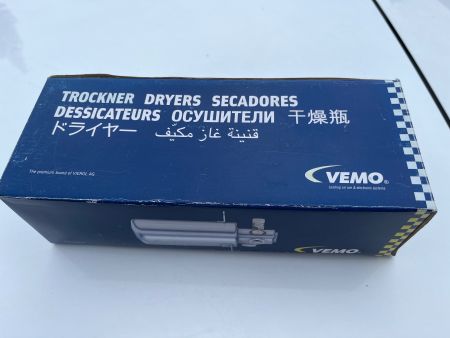 TROCKNER DRYERS SECADORES
DESSICATEURS ОСУШИТЕЛИ 干燥瓶
ドライヤー قنينة غاز مكيّف
The premium brand of VIEROL AG
VEMO®
VEMO®